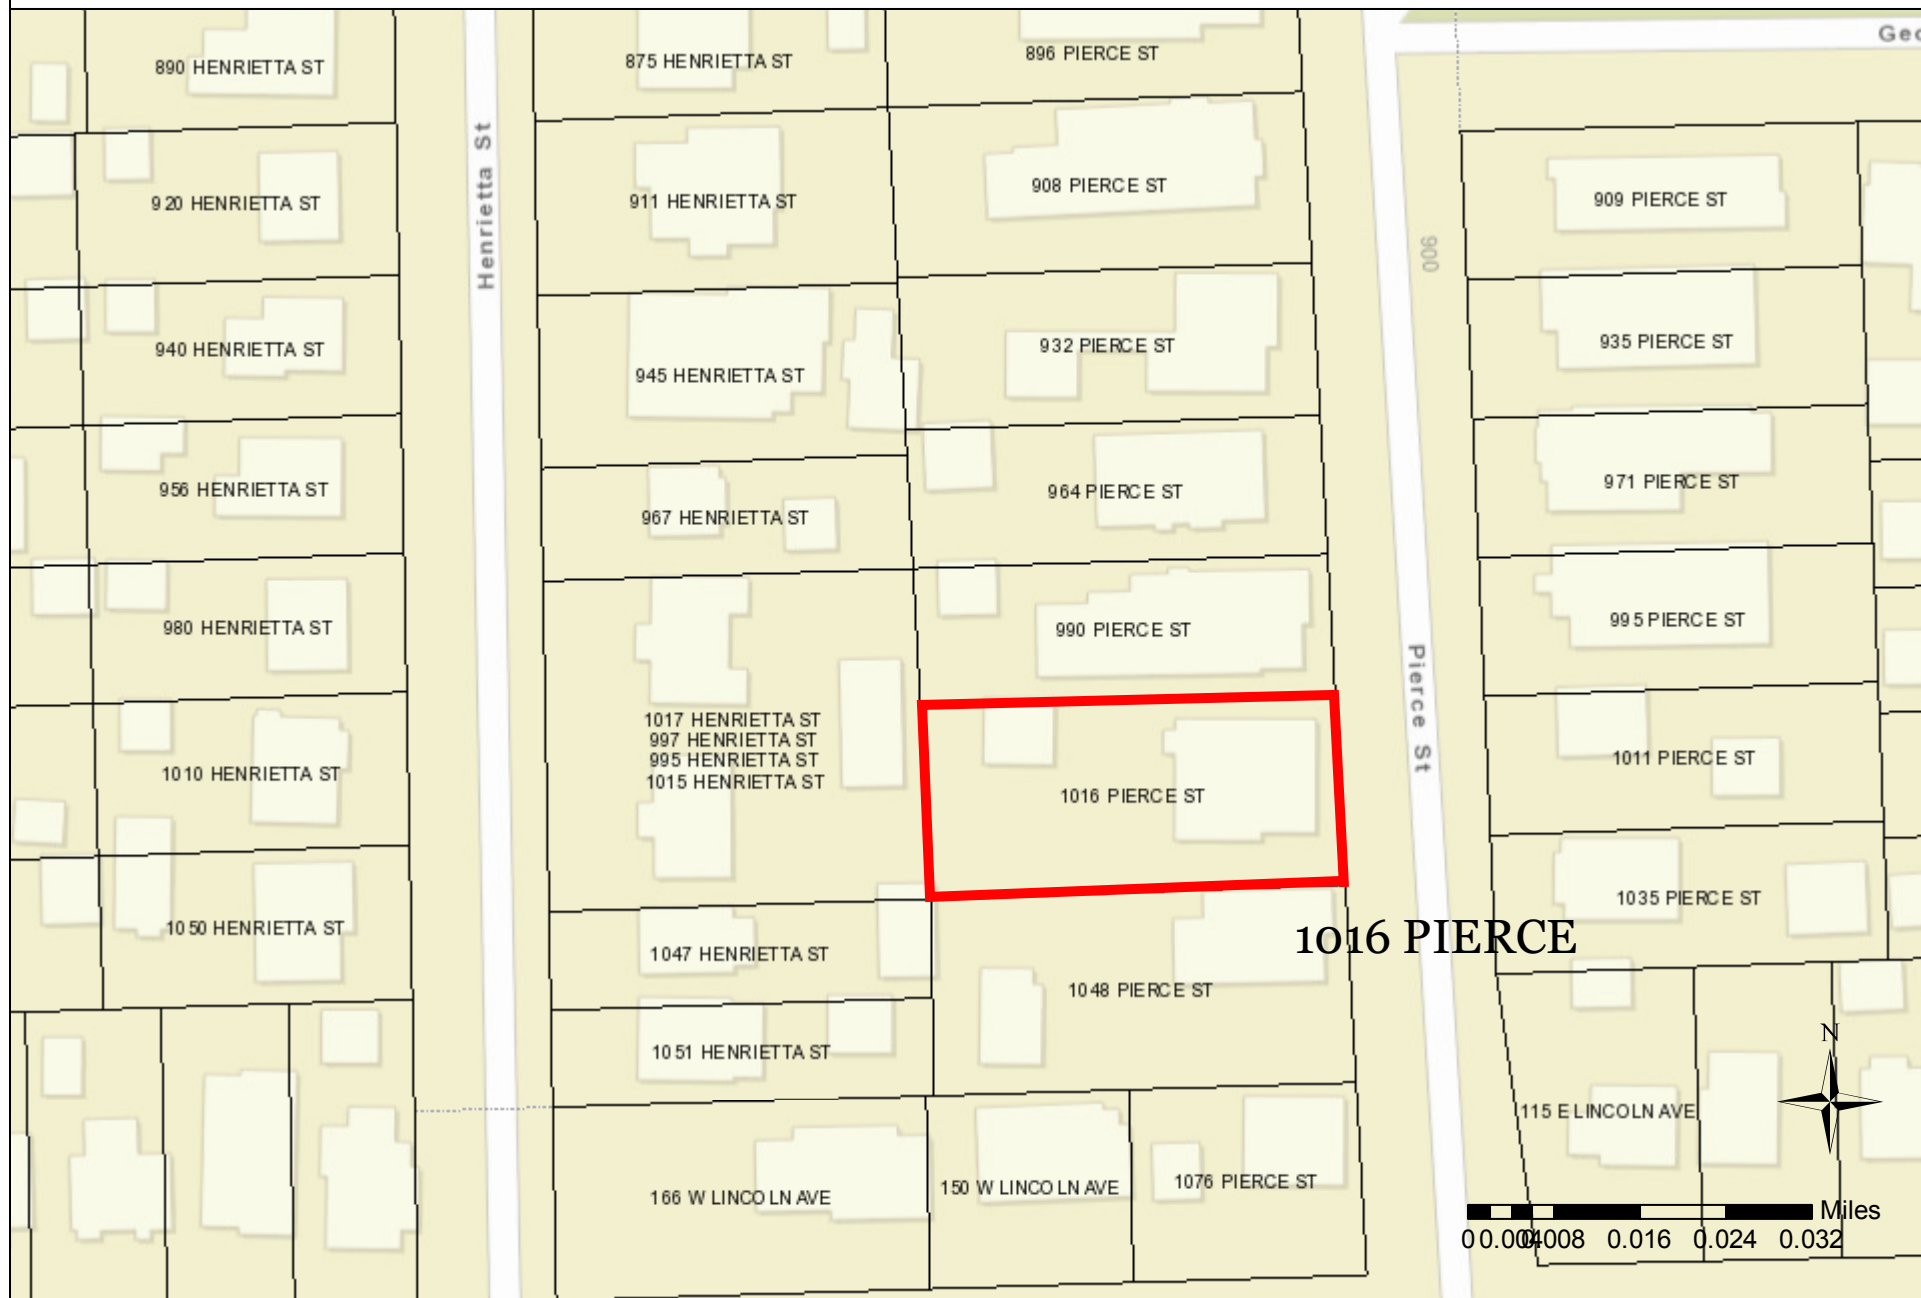 Geo
890 HENRIETTA ST
875 HENRIETTA ST
896 PIERCE ST
Henrietta St
920 HENRIETTA ST
911 HENRIETTA ST
908 PIERCE ST
909 PIERCE ST
900
940 HENRIETTA ST
945 HENRIETTA ST
932 PIERCE ST
935 PIERCE ST
956 HENRIETTA ST
967 HENRIETTA ST
964 PIERCE ST
971 PIERCE ST
980 HENRIETTA ST
990 PIERCE ST
995 PIERCE ST
Pierce St
1017 HENRIETTA ST
997 HENRIETTA ST
995 HENRIETTA ST
1015 HENRIETTA ST
1010 HENRIETTA ST
1016 PIERCE ST
1011 PIERCE ST
1050 HENRIETTA ST
1047 HENRIETTA ST
1016 PIERCE
1035 PIERCE ST
1048 PIERCE ST
1051 HENRIETTA ST
N
115 E LINCOLN AVE
166 W LINCOLN AVE
150 W LINCOLN AVE
1076 PIERCE ST
Miles
0 0.004 0.008 0.016 0.024 0.032